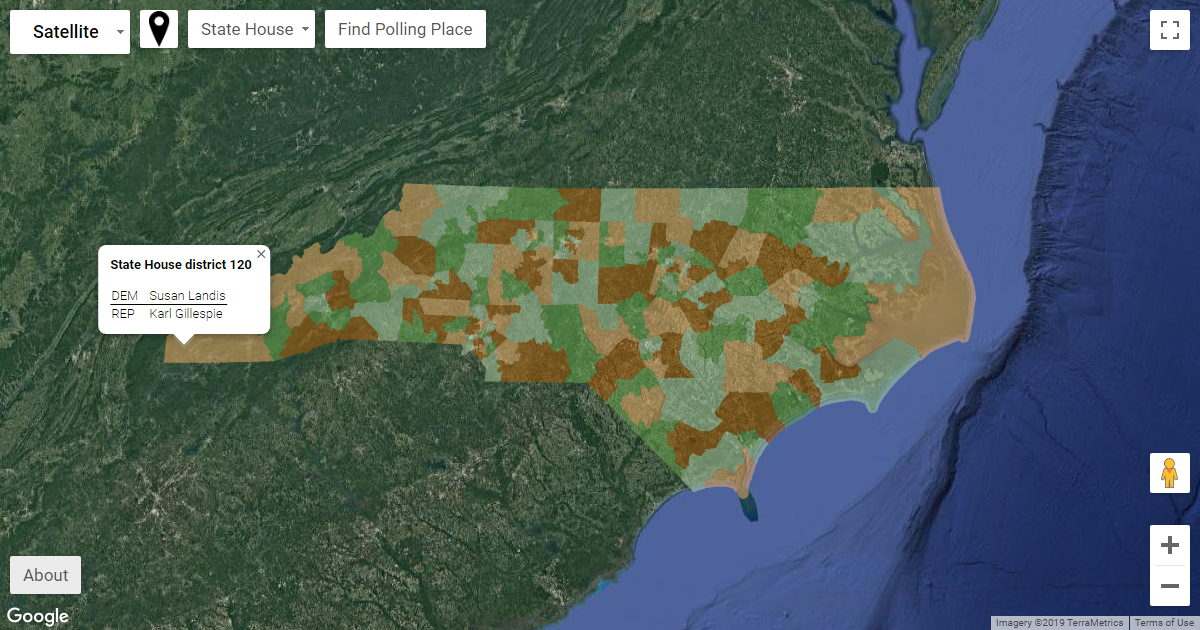 Satellite
State House
Find Polling Place
State House district 120
DEM Susan Landis
REP Karl Gillespie
About
Google
Imagery ©2019 TerraMetrics
Terms of Use